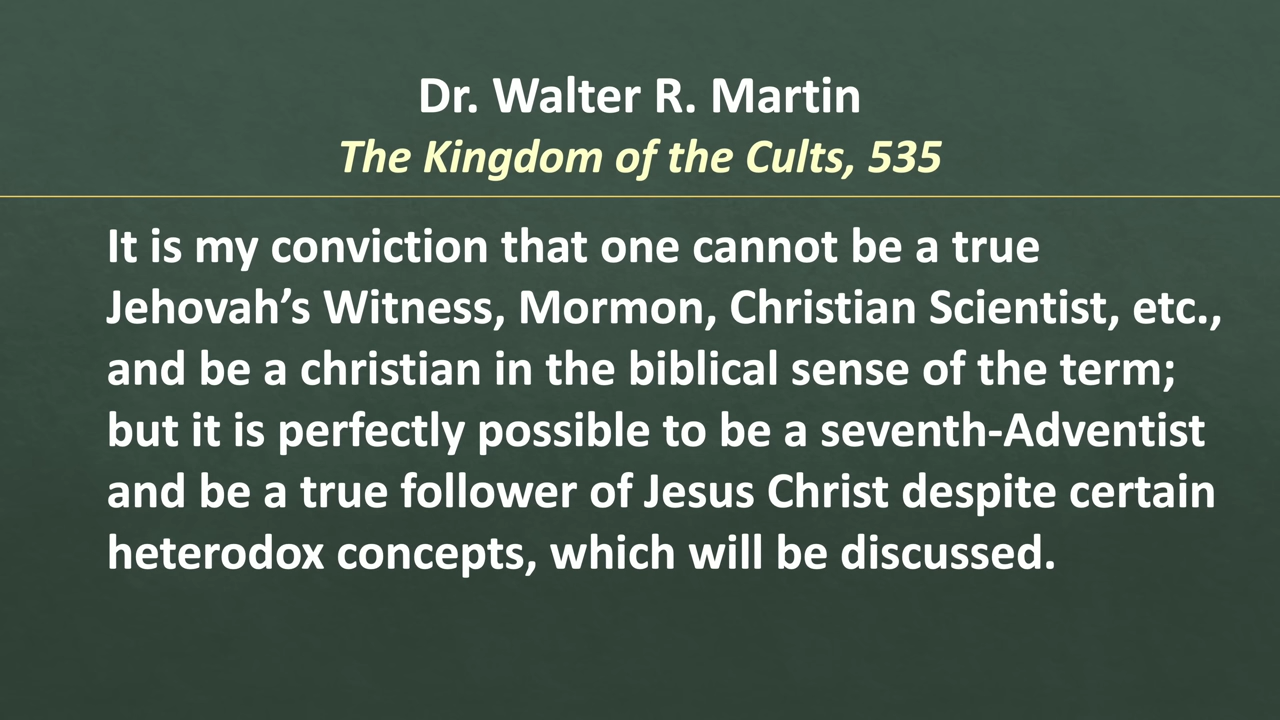 Dr. Walter R. Martin
The Kingdom of the Cults, 535
It is my conviction that one cannot be a true
Jehovah’s Witness, Mormon, Christian Scientist, etc.,
and be a christian in the biblical sense of the term;
but it is perfectly possible to be a seventh-Adventist
and be a true follower of Jesus Christ despite certain
heterodox concepts, which will be discussed.